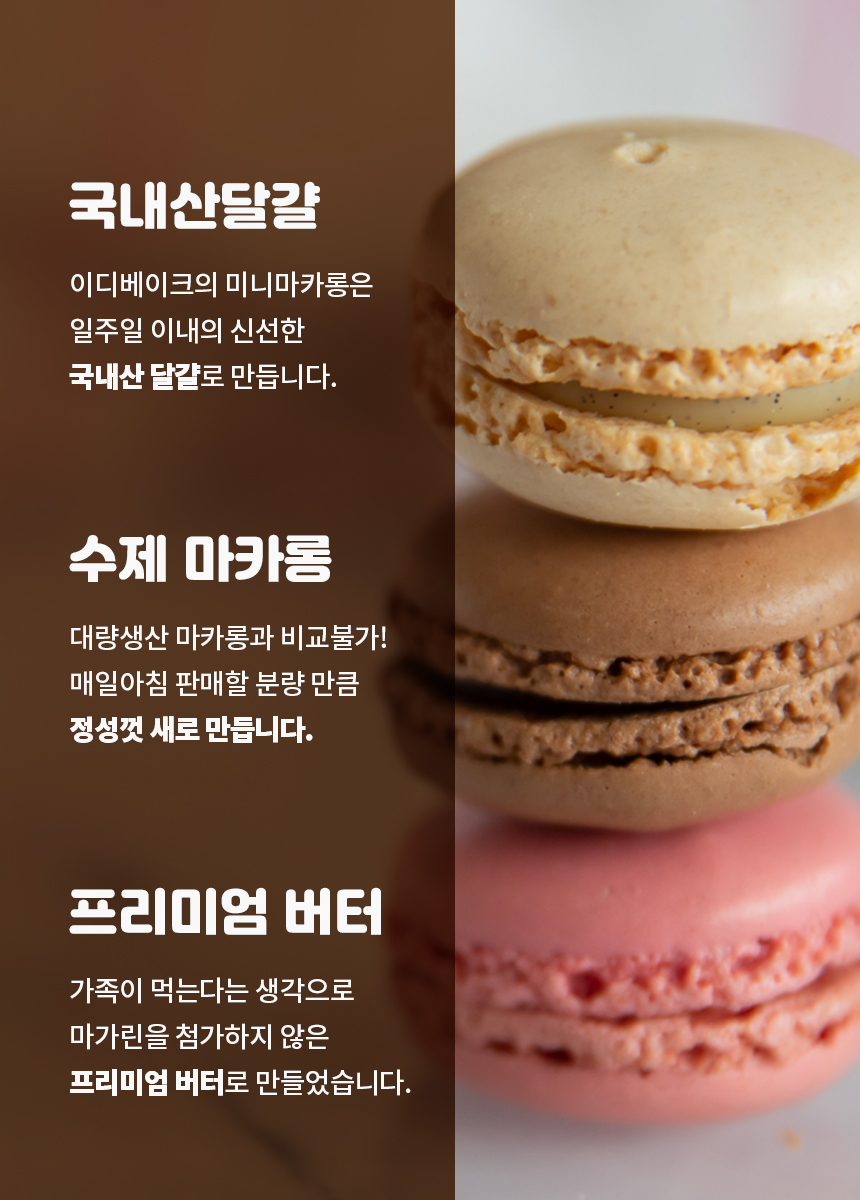 국내산달걀
이디베이크의 미니마카롱은
일주일 이내의 신선한
국내산 달걀로 만듭니다.
수제 마카롱
대량생산 마카롱과 비교불가!
매일아침 판매할 분량 만큼
정성껏 새로 만듭니다.
프리미엄 버터
가족이 먹는다는 생각으로
마가린을 첨가하지 않은
프리미엄 버터로 만들었습니다.